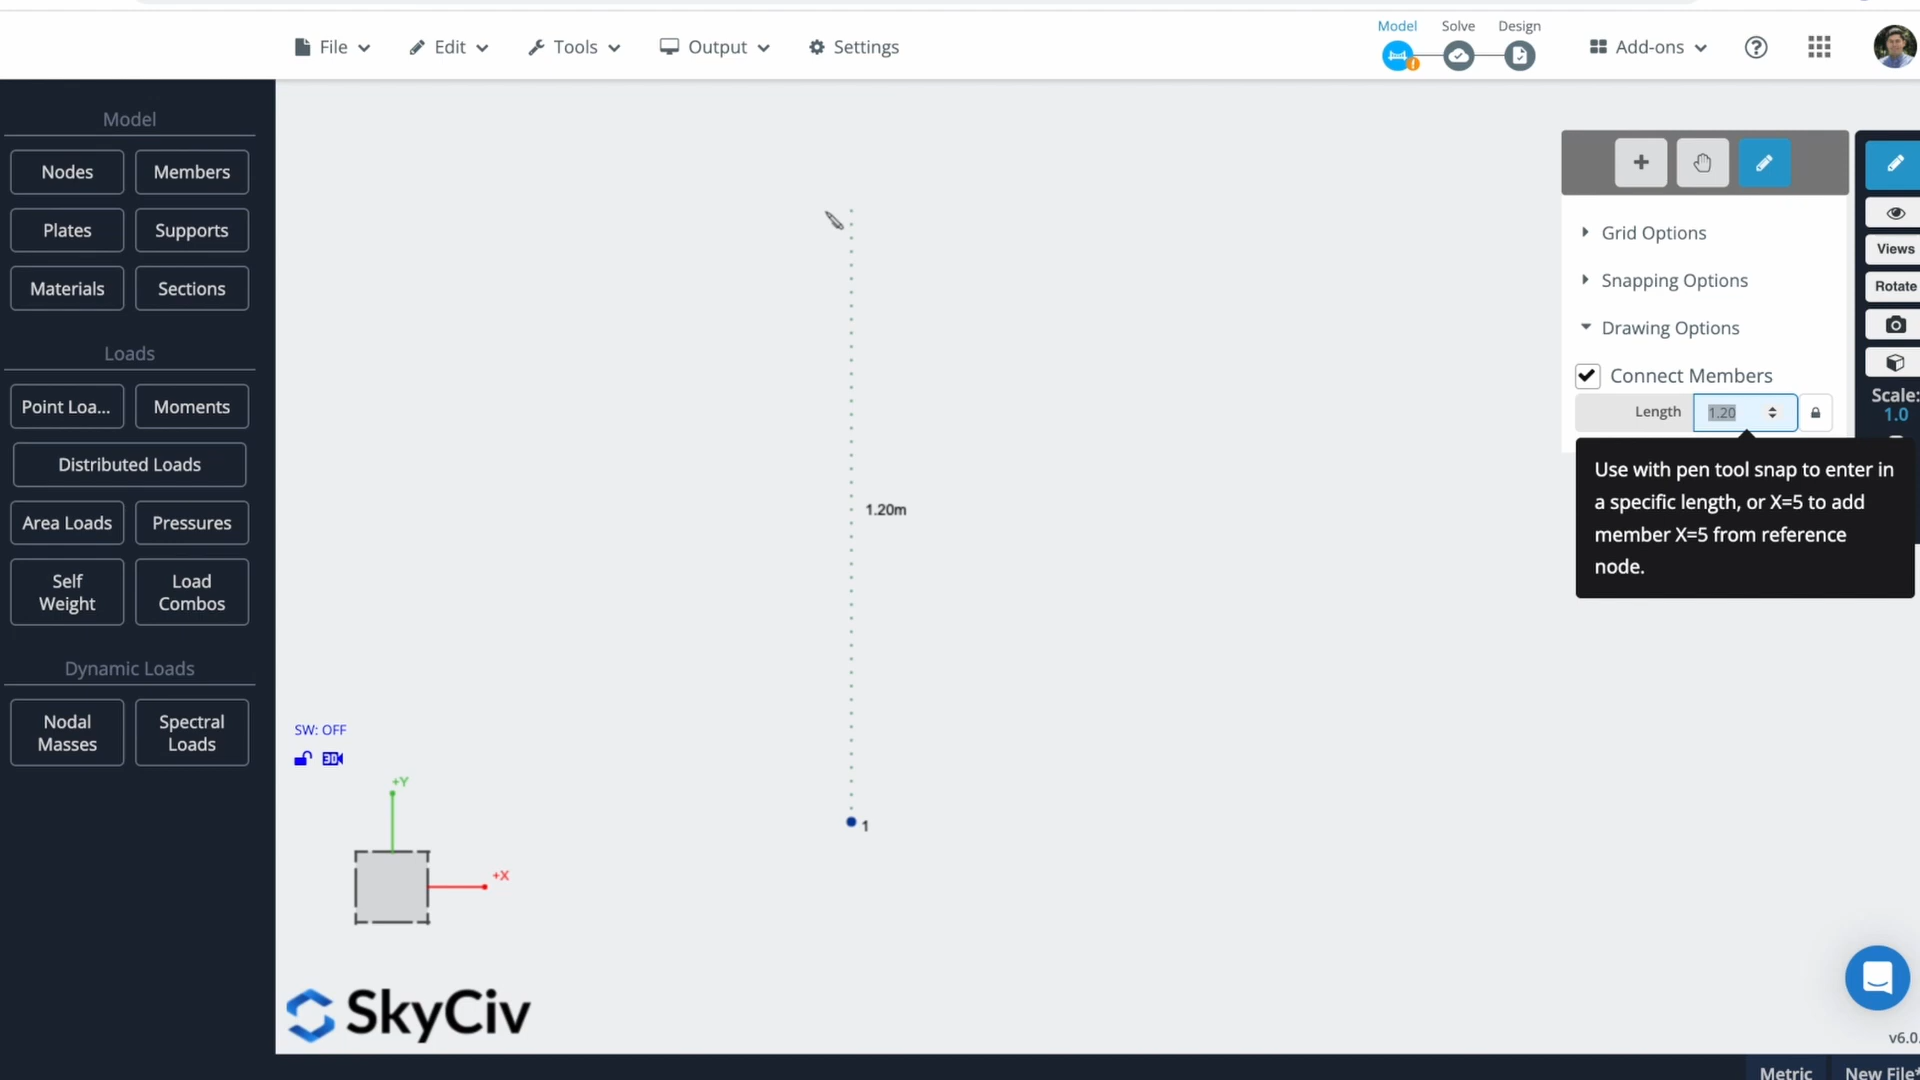 File
Edit
Tools
Output
Settings
Model
Solve
Design
Add-ons
Model
Nodes
Members
Plates
Supports
Materials
Sections
Loads
Point Loa...
Moments
Distributed Loads
Area Loads
Pressures
Self
Weight
Load
Combos
Dynamic Loads
Nodal
Masses
Spectral
Loads
1.20m
1
SW: OFF
3D
+Y
+X
SkyCiv
Grid Options
Snapping Options
Drawing Options
Connect Members
Length
1.20
Use with pen tool snap to enter in
a specific length, or X=5 to add
member X=5 from reference
node.
Views
Rotate
Scale:
1.0
v6.0.
Metric
New File*